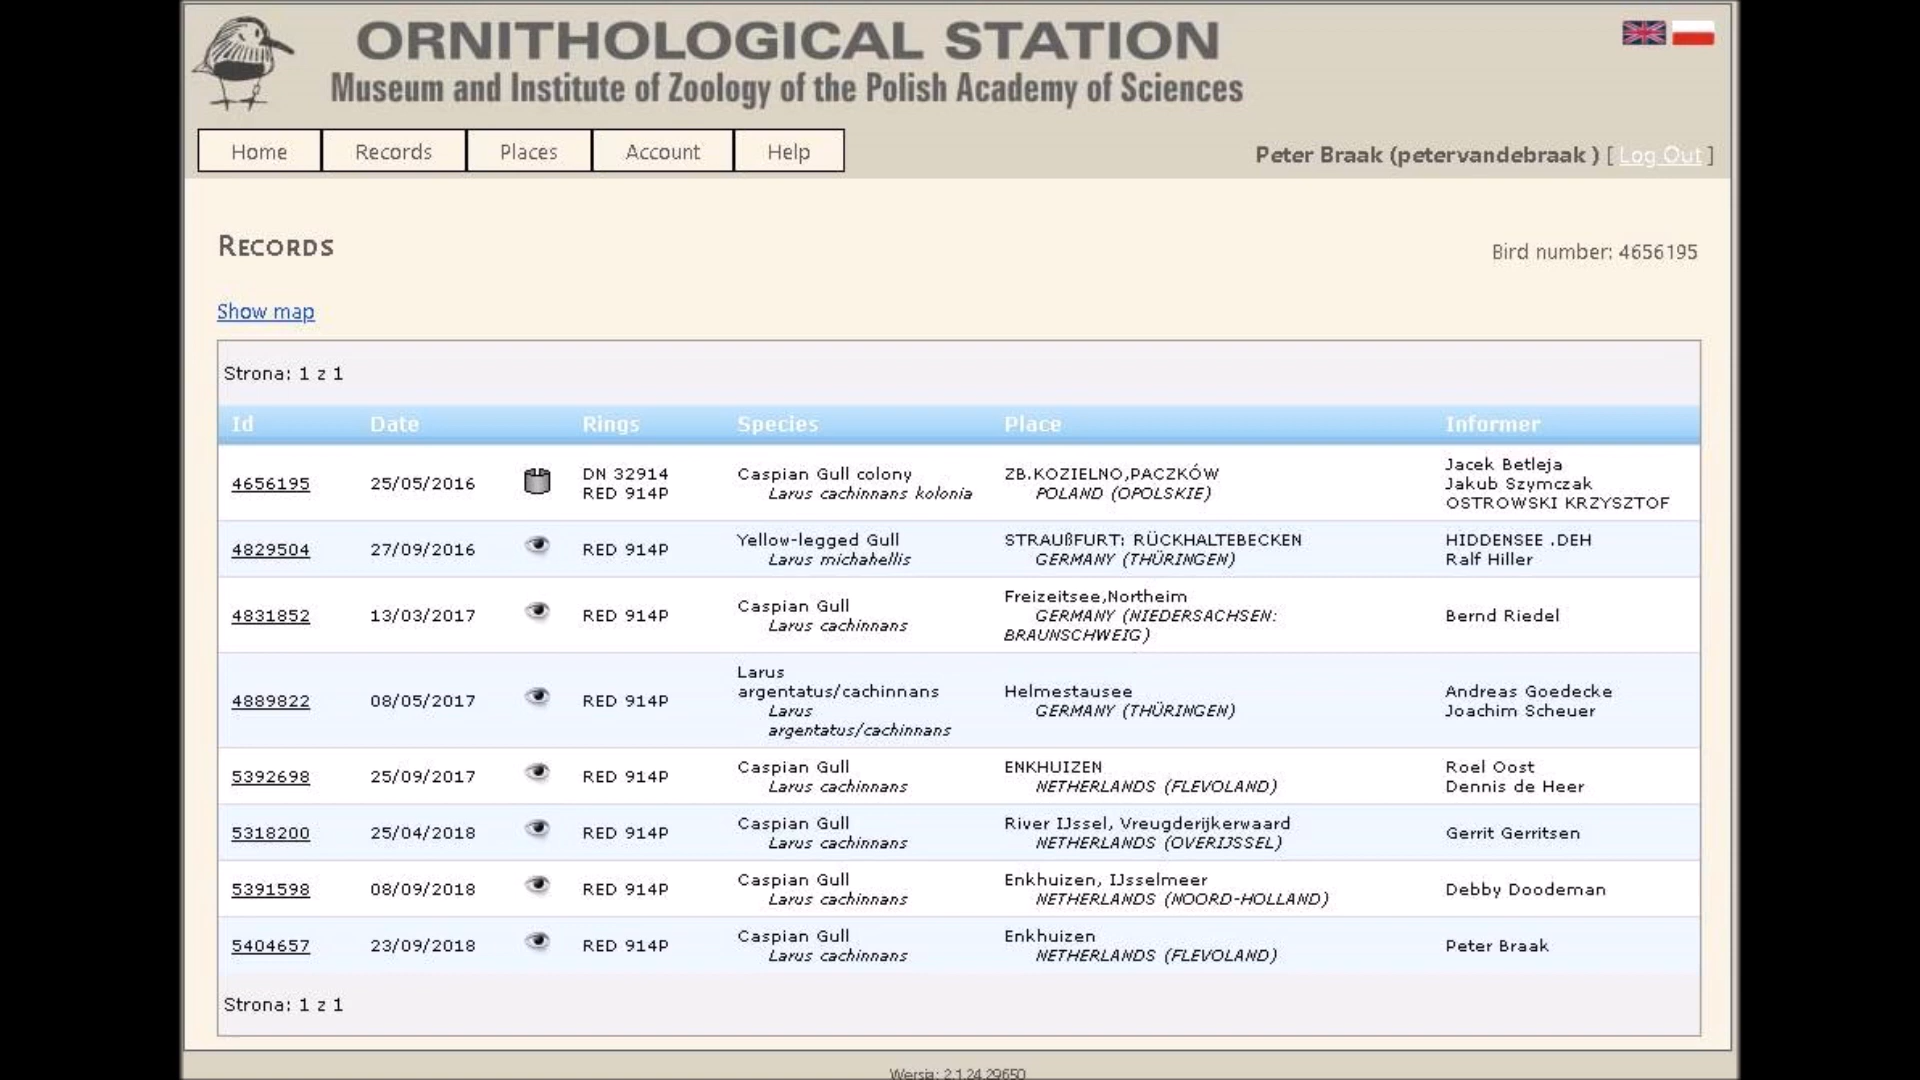 ORNITHOLOGICAL STATION
Museum and Institute of Zoology of the Polish Academy of Sciences
Home Records Places Account Help
Peter Braak (petervandebraak ) [ Log Out ]
RECORDS
Bird number: 4656195
Show map
Strona: 1 z 1
Id Date Rings Species Place Informer
4656195 25/05/2016 DN 32914 RED 914P Caspian Gull colony Larus cachinnans kolonia ZB.KOZIELNO,PACZKÓW POLAND (OPOLSKIE) Jacek Betleja Jakub Szymczak OSTROWSKI KRZYSZTOF
4829504 27/09/2016 RED 914P Yellow-legged Gull Larus michahellis STRAUßFURT: RÜCKHALTEBECKEN GERMANY (THÜRINGEN) HIDDENSEE .DEH Ralf Hiller
4831852 13/03/2017 RED 914P Caspian Gull Larus cachinnans Freizeitsee,Northeim GERMANY (NIEDERSACHSEN: BRAUNSCHWEIG) Bernd Riedel
4889822 08/05/2017 RED 914P Larus argentatus/cachinnans Larus argentatus/cachinnans Helmestausee GERMANY (THÜRINGEN) Andreas Goedecke Joachim Scheuer
5392698 25/09/2017 RED 914P Caspian Gull Larus cachinnans ENKHUIZEN NETHERLANDS (FLEVOLAND) Roel Oost Dennis de Heer
5318200 25/04/2018 RED 914P Caspian Gull Larus cachinnans River IJssel, Vreugderijkerwaard NETHERLANDS (OVERIJSSEL) Gerrit Gerritsen
5391598 08/09/2018 RED 914P Caspian Gull Larus cachinnans Enkhuizen, IJsselmeer NETHERLANDS (NOORD-HOLLAND) Debby Doodeman
5404657 23/09/2018 RED 914P Caspian Gull Larus cachinnans Enkhuizen NETHERLANDS (FLEVOLAND) Peter Braak
Strona: 1 z 1
Wersja: 2.1.24.29650